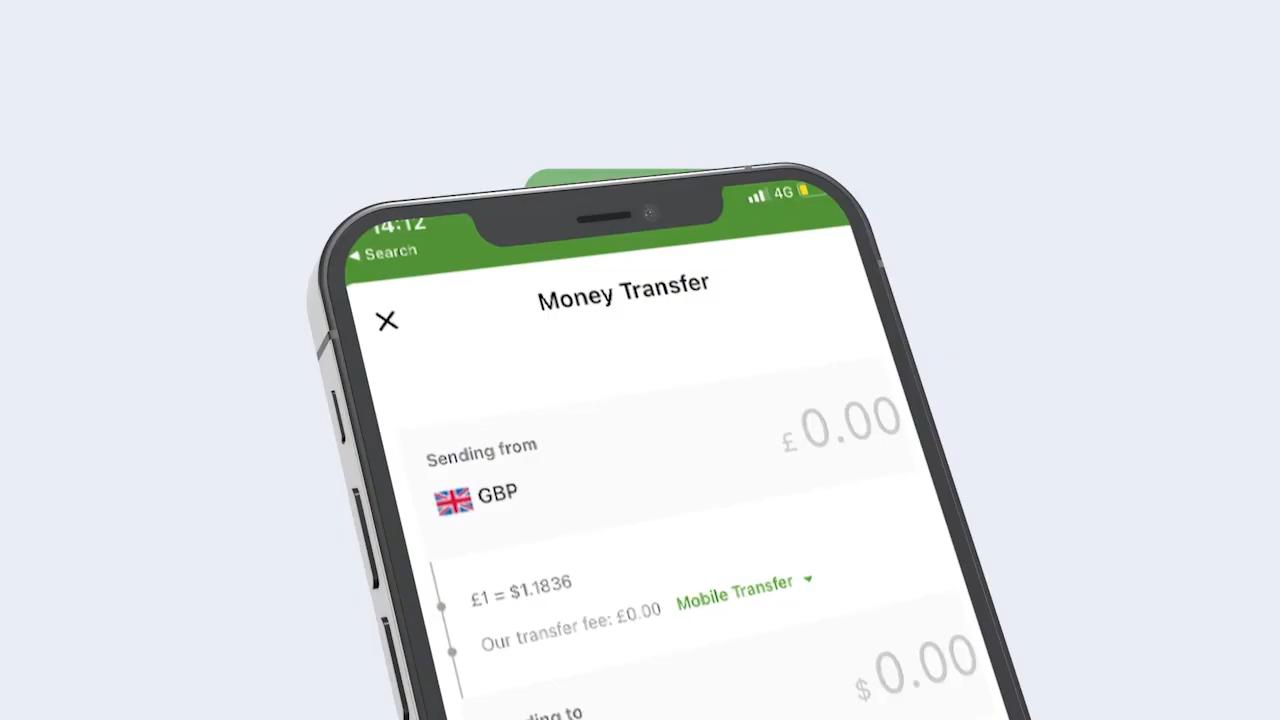 14:12
4G
◀ Search
Money Transfer
Sending from
£ 0.00
GBP
£1 = $1.1836
Our transfer fee: £0.00 Mobile Transfer
$ 0.00
to